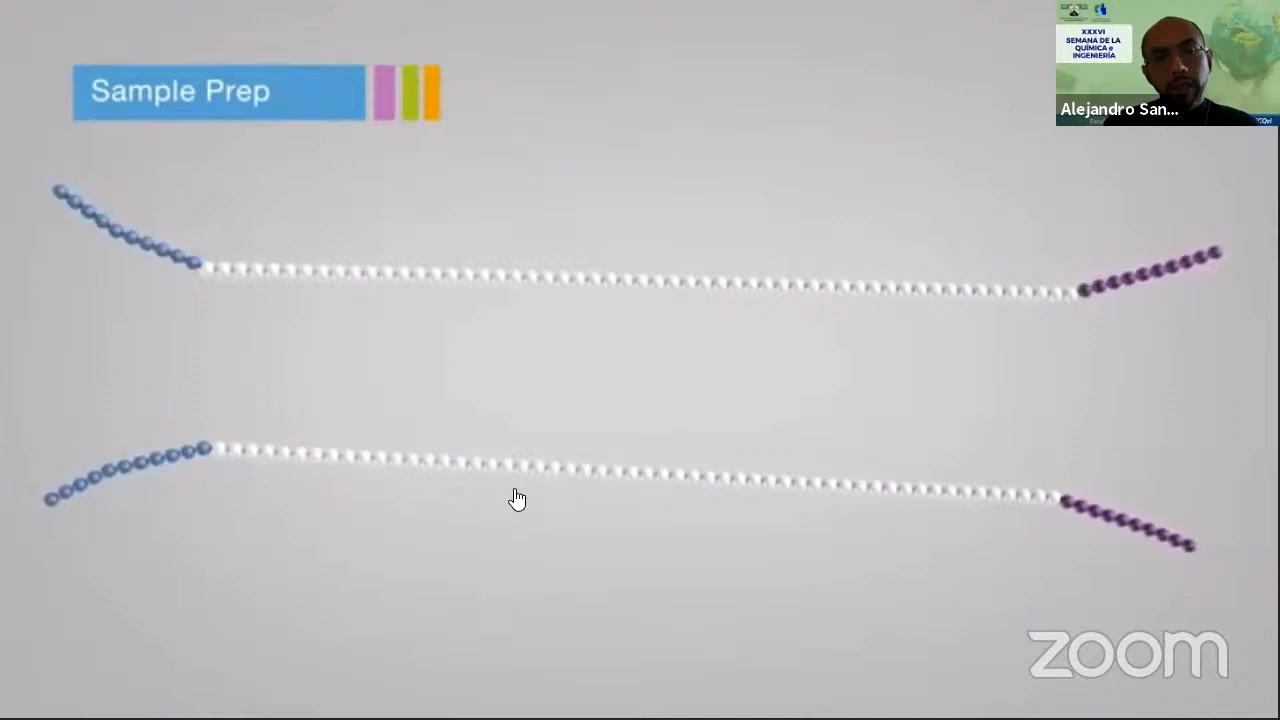 Sample Prep
XXXVI
SEMANA DE LA
QUÍMICA e
INGENIERÍA
Alejandro San...
zoom